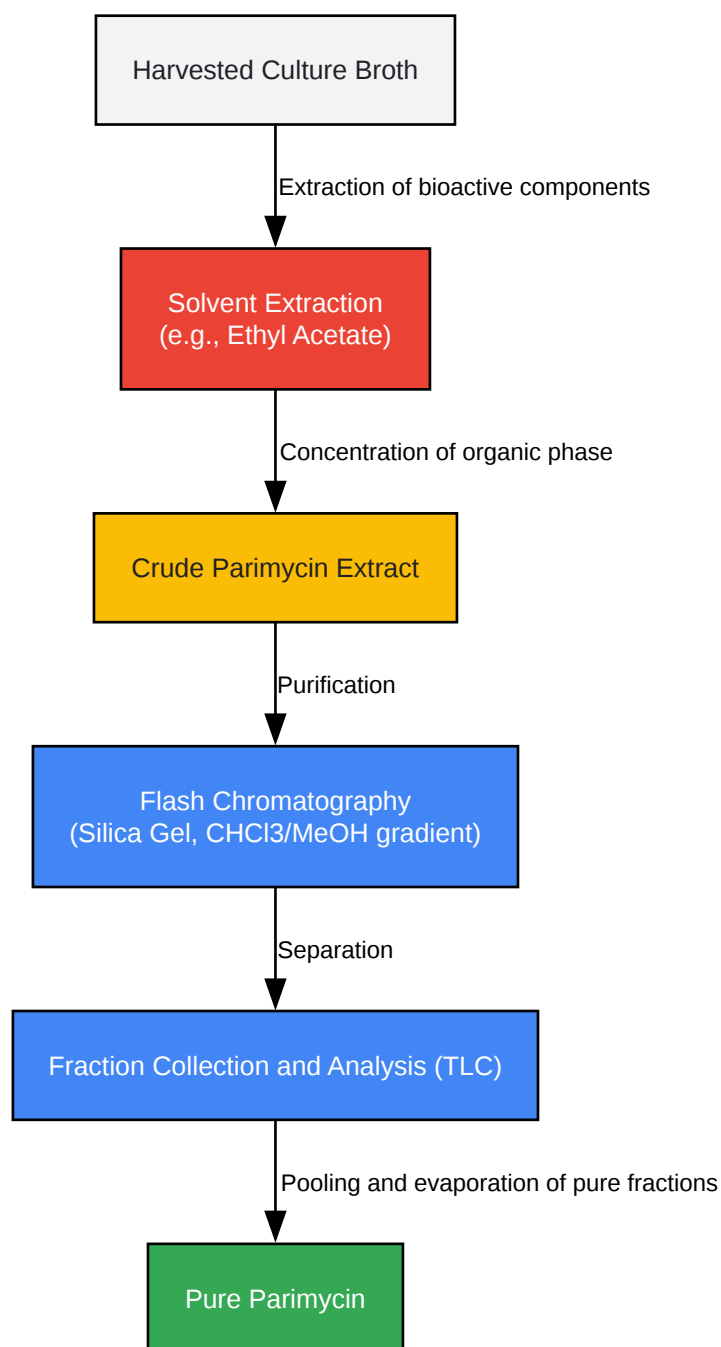 Harvested Culture Broth
Extraction of bioactive components
Solvent Extraction
(e.g., Ethyl Acetate)
Concentration of organic phase
Crude Parimycin Extract
Purification
Flash Chromatography
(Silica Gel, CHCl3/MeOH gradient)
Separation
Fraction Collection and Analysis (TLC)
Pooling and evaporation of pure fractions
Pure Parimycin